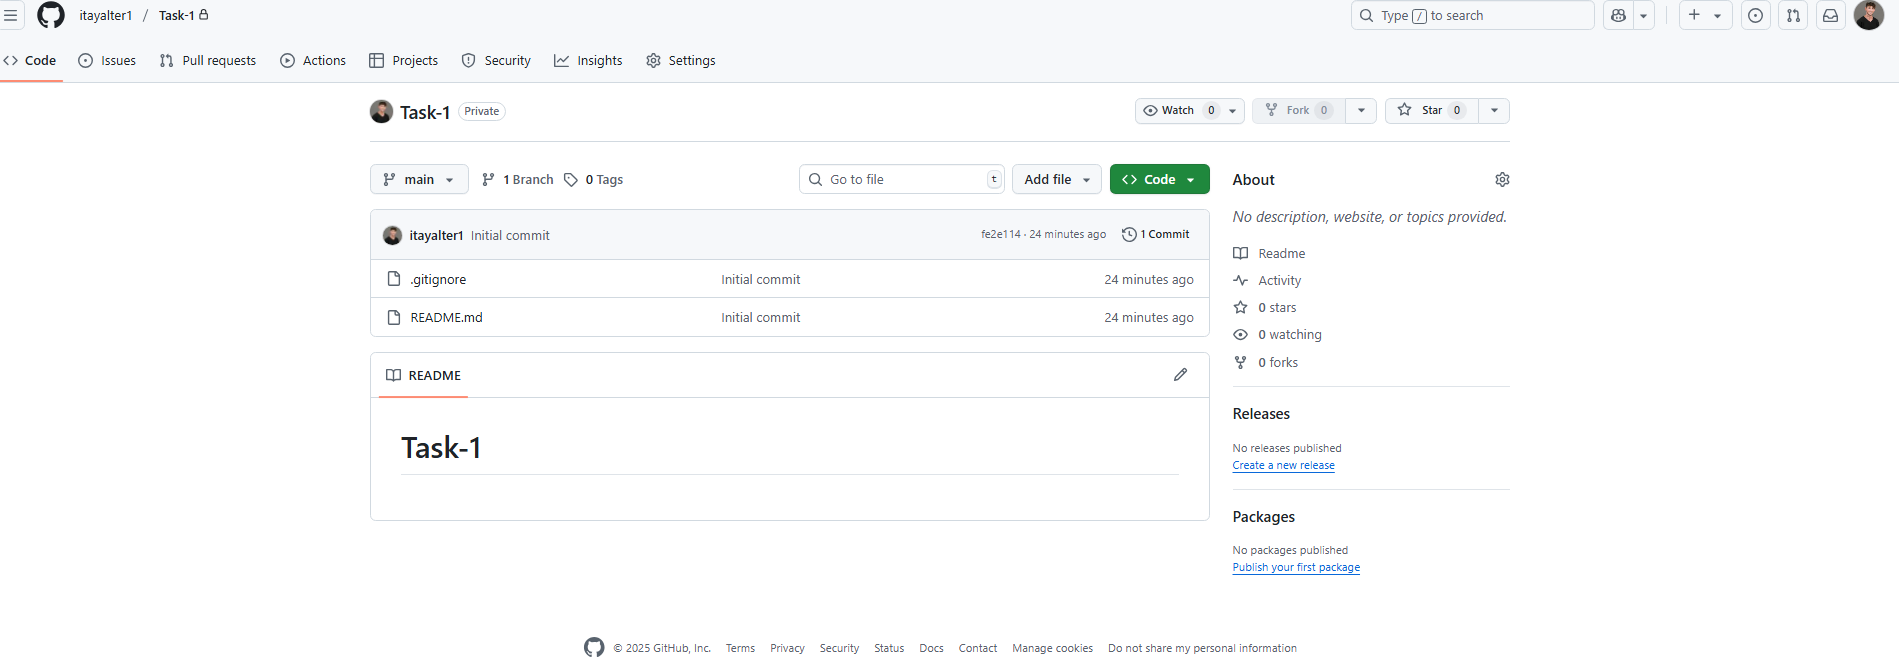 itayalter1 / Task-1
Type / to search
Code Issues Pull requests Actions Projects Security Insights Settings
Task-1 Private
Watch 0 Fork 0 Star 0
main 1 Branch 0 Tags
Go to file t Add file Code
itayalter1 Initial commit fe2e114 · 24 minutes ago 1 Commit
.gitignore Initial commit 24 minutes ago
README.md Initial commit 24 minutes ago
README
Task-1
About
No description, website, or topics provided.
Readme
Activity
0 stars
0 watching
0 forks
Releases
No releases published
Create a new release
Packages
No packages published
Publish your first package
© 2025 GitHub, Inc. Terms Privacy Security Status Docs Contact Manage cookies Do not share my personal information